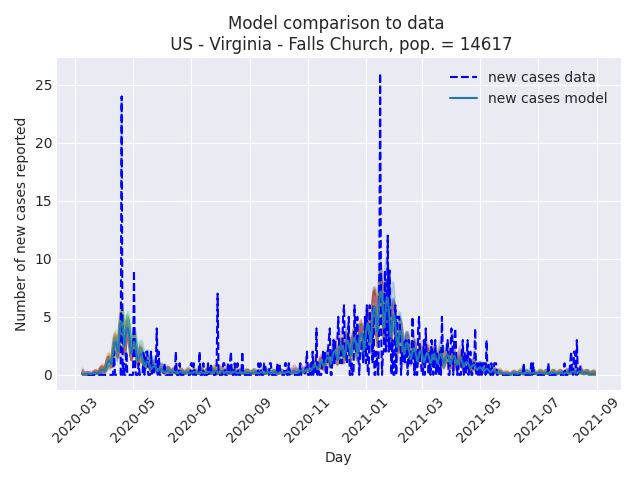 Model comparison to data
US - Virginia - Falls Church, pop. = 14617
new cases data
new cases model
Number of new cases reported
25
20
15
10
5
0
2020-03
2020-05
2020-07
2020-09
2020-11
2021-01
2021-03
2021-05
2021-07
2021-09
Day